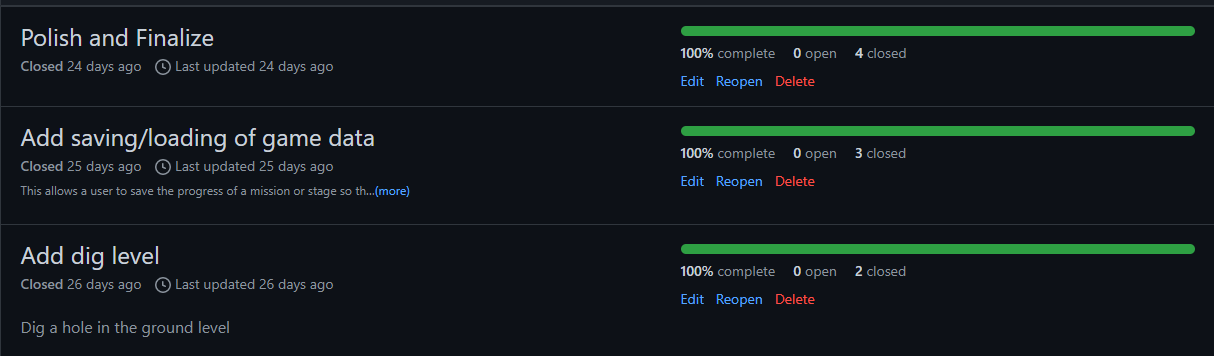 Polish and Finalize
Closed 24 days ago Last updated 24 days ago
100% complete 0 open 4 closed
Edit Reopen Delete
Add saving/loading of game data
Closed 25 days ago Last updated 25 days ago
This allows a user to save the progress of a mission or stage so th...(more)
100% complete 0 open 3 closed
Edit Reopen Delete
Add dig level
Closed 26 days ago Last updated 26 days ago
Dig a hole in the ground level
100% complete 0 open 2 closed
Edit Reopen Delete